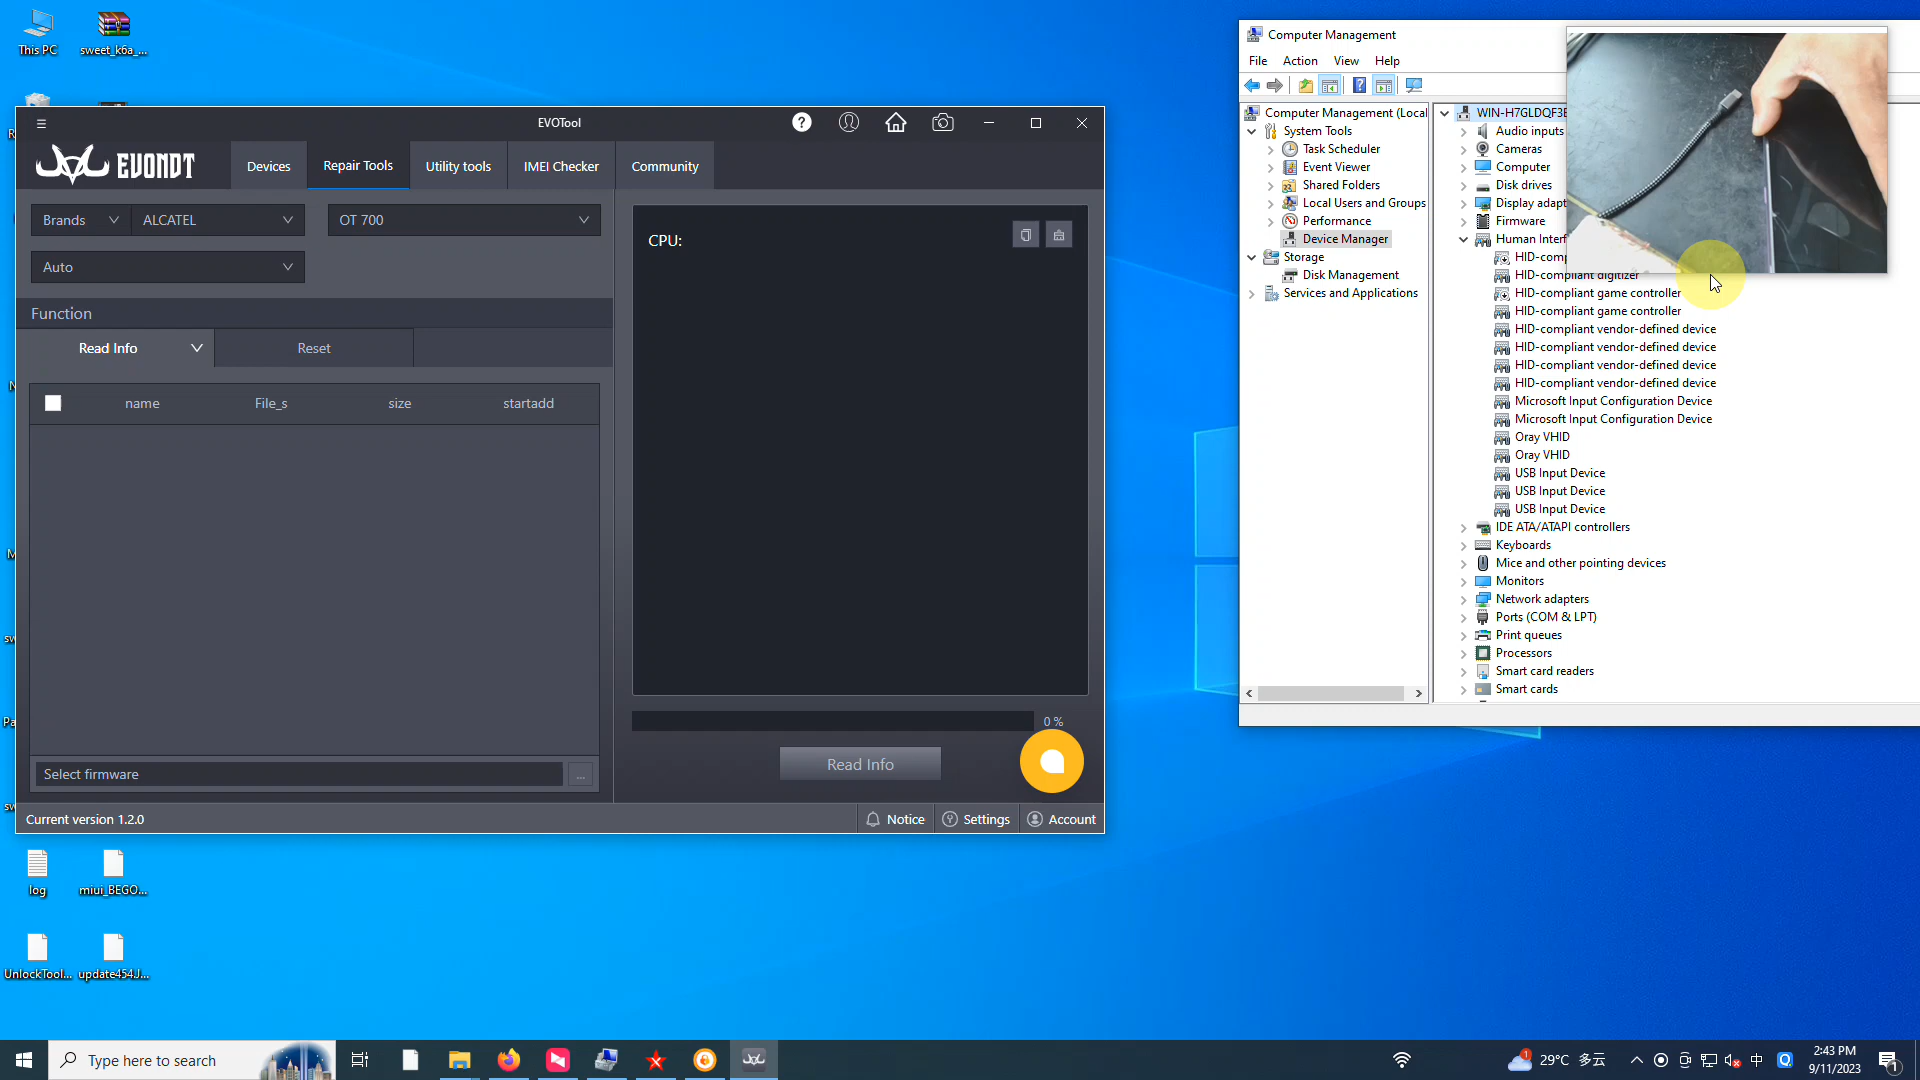 This PC
sweet_k6a_...
EVOTool
EVONDT
Devices
Repair Tools
Utility tools
IMEI Checker
Community
Brands
ALCATEL
OT 700
Auto
Function
Read Info
Reset
name
File_s
size
startadd
Select firmware
...
CPU:
0 %
Read Info
Current version 1.2.0
Notice
Settings
Account
log
miui_BEGO...
UnlockTool...
update454.J...
Computer Management
File
Action
View
Help
Computer Management (Local
System Tools
Task Scheduler
Event Viewer
Shared Folders
Local Users and Groups
Performance
Device Manager
Storage
Disk Management
Services and Applications
WIN-H7GLDQF3E
Audio inputs
Cameras
Computer
Disk drives
Display adapt
Firmware
Human Interf
HID-comp
HID-compliant digitizer
HID-compliant game controller
HID-compliant game controller
HID-compliant vendor-defined device
HID-compliant vendor-defined device
HID-compliant vendor-defined device
HID-compliant vendor-defined device
Microsoft Input Configuration Device
Microsoft Input Configuration Device
Oray VHID
Oray VHID
USB Input Device
USB Input Device
USB Input Device
IDE ATA/ATAPI controllers
Keyboards
Mice and other pointing devices
Monitors
Network adapters
Ports (COM & LPT)
Print queues
Processors
Smart card readers
Smart cards
Type here to search
29°C 多云
中
2:43 PM
9/11/2023